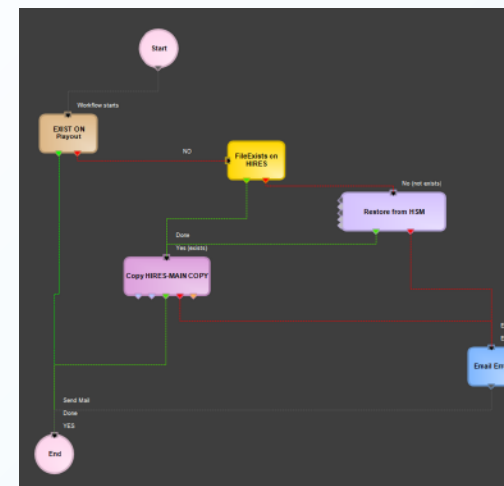 Start
Workflow starts
EXIST ON
Playout
NO
FileExists on
HIRES
No (not exists)
Restore from HSM
Done
Yes (exists)
Copy HIRES-MAIN COPY
E
E
Email Err
Send Mail
Done
YES
End